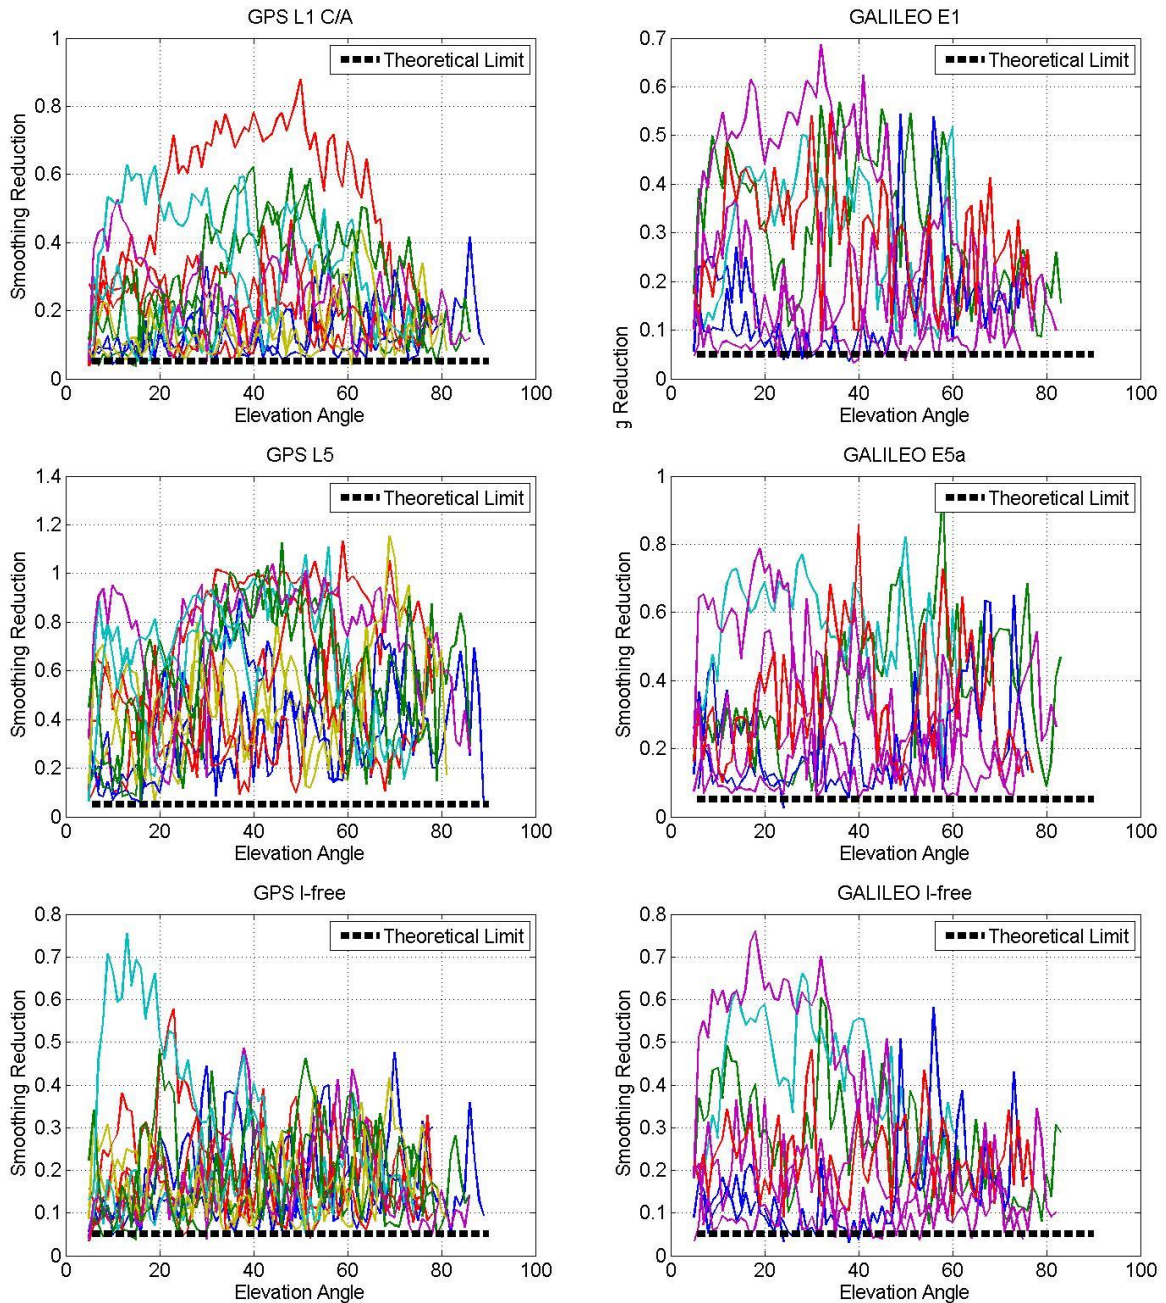 GPS L1 C/A
1
0.8
0.6
0.4
0.2
0
0 20 40 60 80 100
Smoothing Reduction
Elevation Angle
Theoretical Limit
GALILEO E1
0.7
0.6
0.5
0.4
0.3
0.2
0.1
0
0 20 40 60 80 100
g Reduction
Elevation Angle
Theoretical Limit
GPS L5
1.4
1.2
1
0.8
0.6
0.4
0.2
0
0 20 40 60 80 100
Smoothing Reduction
Elevation Angle
Theoretical Limit
GALILEO E5a
1
0.8
0.6
0.4
0.2
0
0 20 40 60 80 100
Smoothing Reduction
Elevation Angle
Theoretical Limit
GPS I-free
0.8
0.7
0.6
0.5
0.4
0.3
0.2
0.1
0
0 20 40 60 80 100
Smoothing Reduction
Elevation Angle
Theoretical Limit
GALILEO I-free
0.8
0.7
0.6
0.5
0.4
0.3
0.2
0.1
0
0 20 40 60 80 100
Smoothing Reduction
Elevation Angle
Theoretical Limit